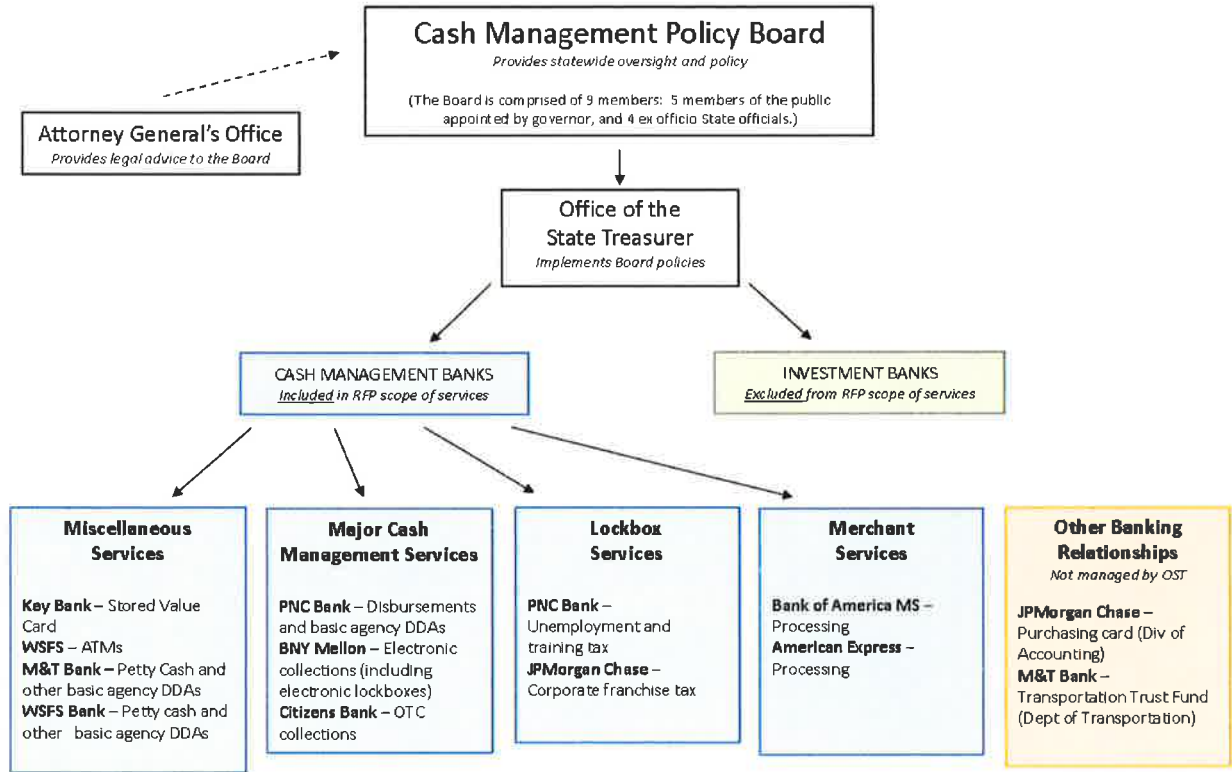 Cash Management Policy Board
Provides statewide oversight and policy
(The Board is comprised of 9 members: 5 members of the public
appointed by governor, and 4 ex officio State officials.)
Attorney General's Office
Provides legal advice to the Board
Office of the
State Treasurer
Implements Board policies
CASH MANAGEMENT BANKS
Included in RFP scope of services
INVESTMENT BANKS
Excluded from RFP scope of services
Miscellaneous
Services
Key Bank – Stored Value
Card
WSFS – ATMs
M&T Bank – Petty Cash and
other basic agency DDAs
WSFS Bank – Petty cash and
other basic agency DDAs
Major Cash
Management Services
PNC Bank – Disbursements
and basic agency DDAs
BNY Mellon – Electronic
collections (including
electronic lockboxes)
Citizens Bank – OTC
collections
Lockbox
Services
PNC Bank –
Unemployment and
training tax
JPMorgan Chase –
Corporate franchise tax
Merchant
Services
Bank of America MS –
Processing
American Express –
Processing
Other Banking
Relationships
Not managed by OST
JPMorgan Chase –
Purchasing card (Div of
Accounting)
M&T Bank –
Transportation Trust Fund
(Dept of Transportation)